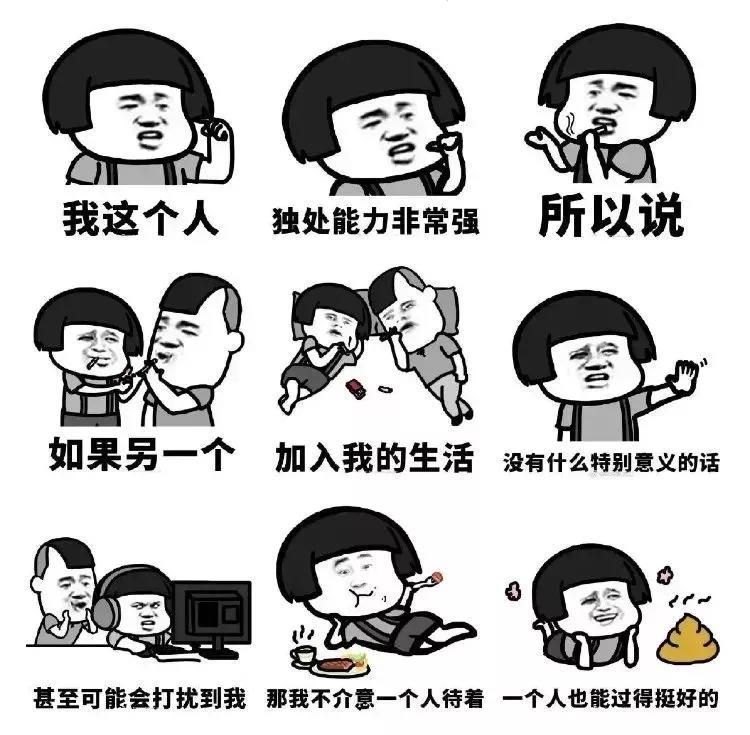 我这个人
独处能力非常强
所以说
如果另一个
加入我的生活
没有什么特别意义的话
甚至可能会打扰到我
那我不介意一个人待着
一个人也能过得挺好的